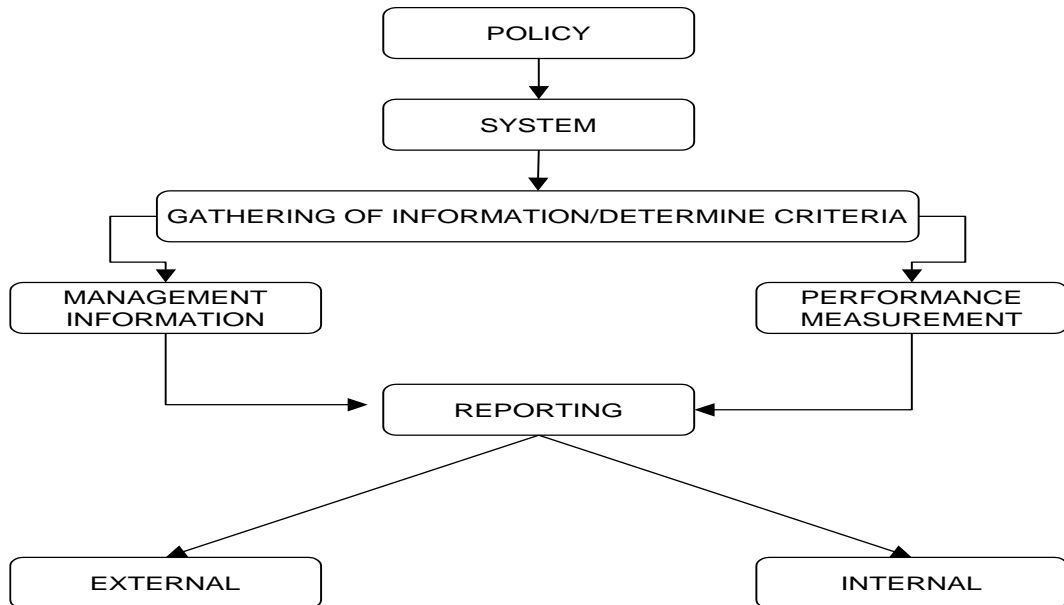 POLICY
SYSTEM
GATHERING OF INFORMATION/DETERMINE CRITERIA
MANAGEMENT
INFORMATION
PERFORMANCE
MEASUREMENT
REPORTING
EXTERNAL
INTERNAL